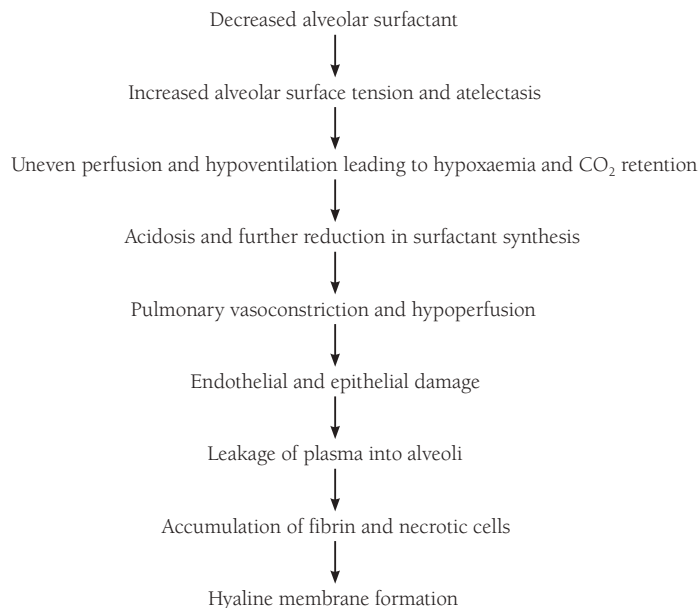 Decreased alveolar surfactant
Increased alveolar surface tension and atelectasis
Uneven perfusion and hypoventilation leading to hypoxaemia and CO₂ retention
Acidosis and further reduction in surfactant synthesis
Pulmonary vasoconstriction and hypoperfusion
Endothelial and epithelial damage
Leakage of plasma into alveoli
Accumulation of fibrin and necrotic cells
Hyaline membrane formation